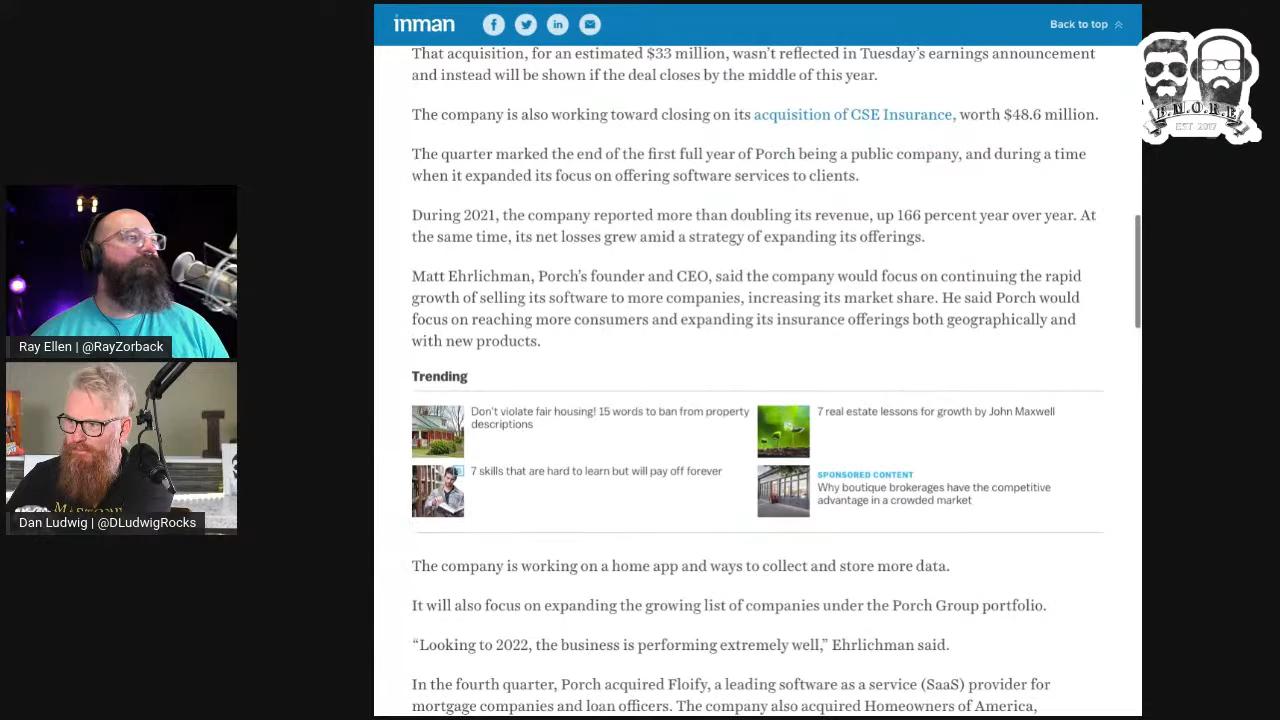 inman
Back to top
That acquisition, for an estimated $33 million, wasn't reflected in Tuesday's earnings announcement
and instead will be shown if the deal closes by the middle of this year.
The company is also working toward closing on its acquisition of CSE Insurance, worth $48.6 million.
The quarter marked the end of the first full year of Porch being a public company, and during a time
when it expanded its focus on offering software services to clients.
During 2021, the company reported more than doubling its revenue, up 166 percent year over year. At
the same time, its net losses grew amid a strategy of expanding its offerings.
Matt Ehrlichman, Porch's founder and CEO, said the company would focus on continuing the rapid
growth of selling its software to more companies, increasing its market share. He said Porch would
focus on reaching more consumers and expanding its insurance offerings both geographically and
with new products.
Trending
Don't violate fair housing! 15 words to ban from property
descriptions
7 real estate lessons for growth by John Maxwell
7 skills that are hard to learn but will pay off forever
SPONSORED CONTENT
Why boutique brokerages have the competitive
advantage in a crowded market
The company is working on a home app and ways to collect and store more data.
It will also focus on expanding the growing list of companies under the Porch Group portfolio.
“Looking to 2022, the business is performing extremely well,” Ehrlichman said.
In the fourth quarter, Porch acquired Floify, a leading software as a service (SaaS) provider for
mortgage companies and loan officers. The company also acquired Homeowners of America,
Ray Ellen | @RayZorback
Dan Ludwig | @DLudwigRocks
B.M.O.R.E
EST. 2017